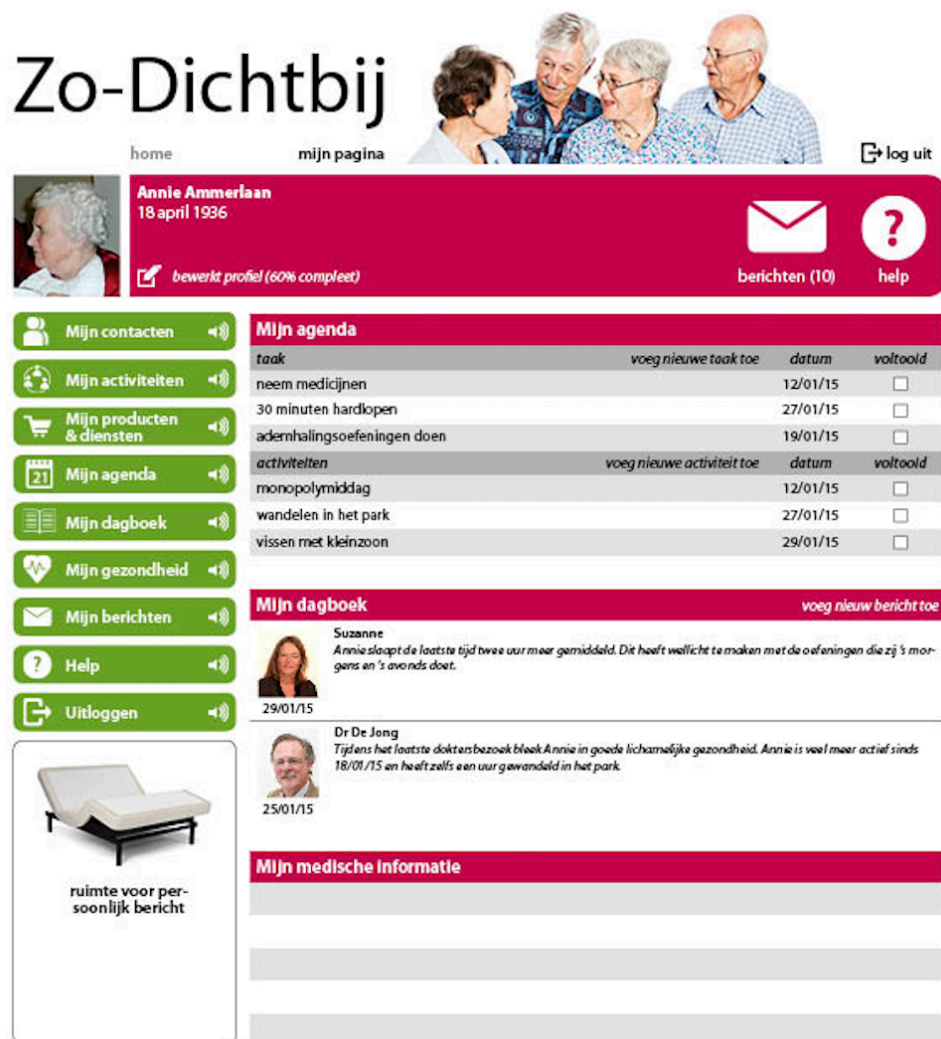 Zo-Dichtbij
home mijn pagina log uit
Annie Ammerlaan
18 april 1936
bewerkt profiel (60% compleet)
berichten (10) help
Mijn contacten
Mijn activiteiten
Mijn producten
& diensten
21 Mijn agenda
Mijn dagboek
Mijn gezondheid
Mijn berichten
? Help
Uitloggen
ruimte voor per-
soonlijk bericht
Mijn agenda
taak voeg nieuwe taak toe datum voltooid
neem medicijnen 12/01/15
30 minuten hardlopen 27/01/15
ademhalingsoefeningen doen 19/01/15
activiteiten voeg nieuwe activiteit toe datum voltooid
monopolymiddag 12/01/15
wandelen in het park 27/01/15
vissen met kleinzoon 29/01/15
Mijn dagboek voeg nieuw bericht toe
Suzanne
Annie slaapt de laatste tijd twee uur meer gemiddeld. Dit heeft wellicht te maken met de oefeningen die zij 's mor-
gens en 's avonds doet.
29/01/15
Dr De Jong
Tijdens het laatste doktersbezoek bleek Annie in goede lichamelijke gezondheid. Annie is veel meer actief sinds
18/01/15 en heeft zelfs een uur gewandeld in het park.
25/01/15
Mijn medische informatie